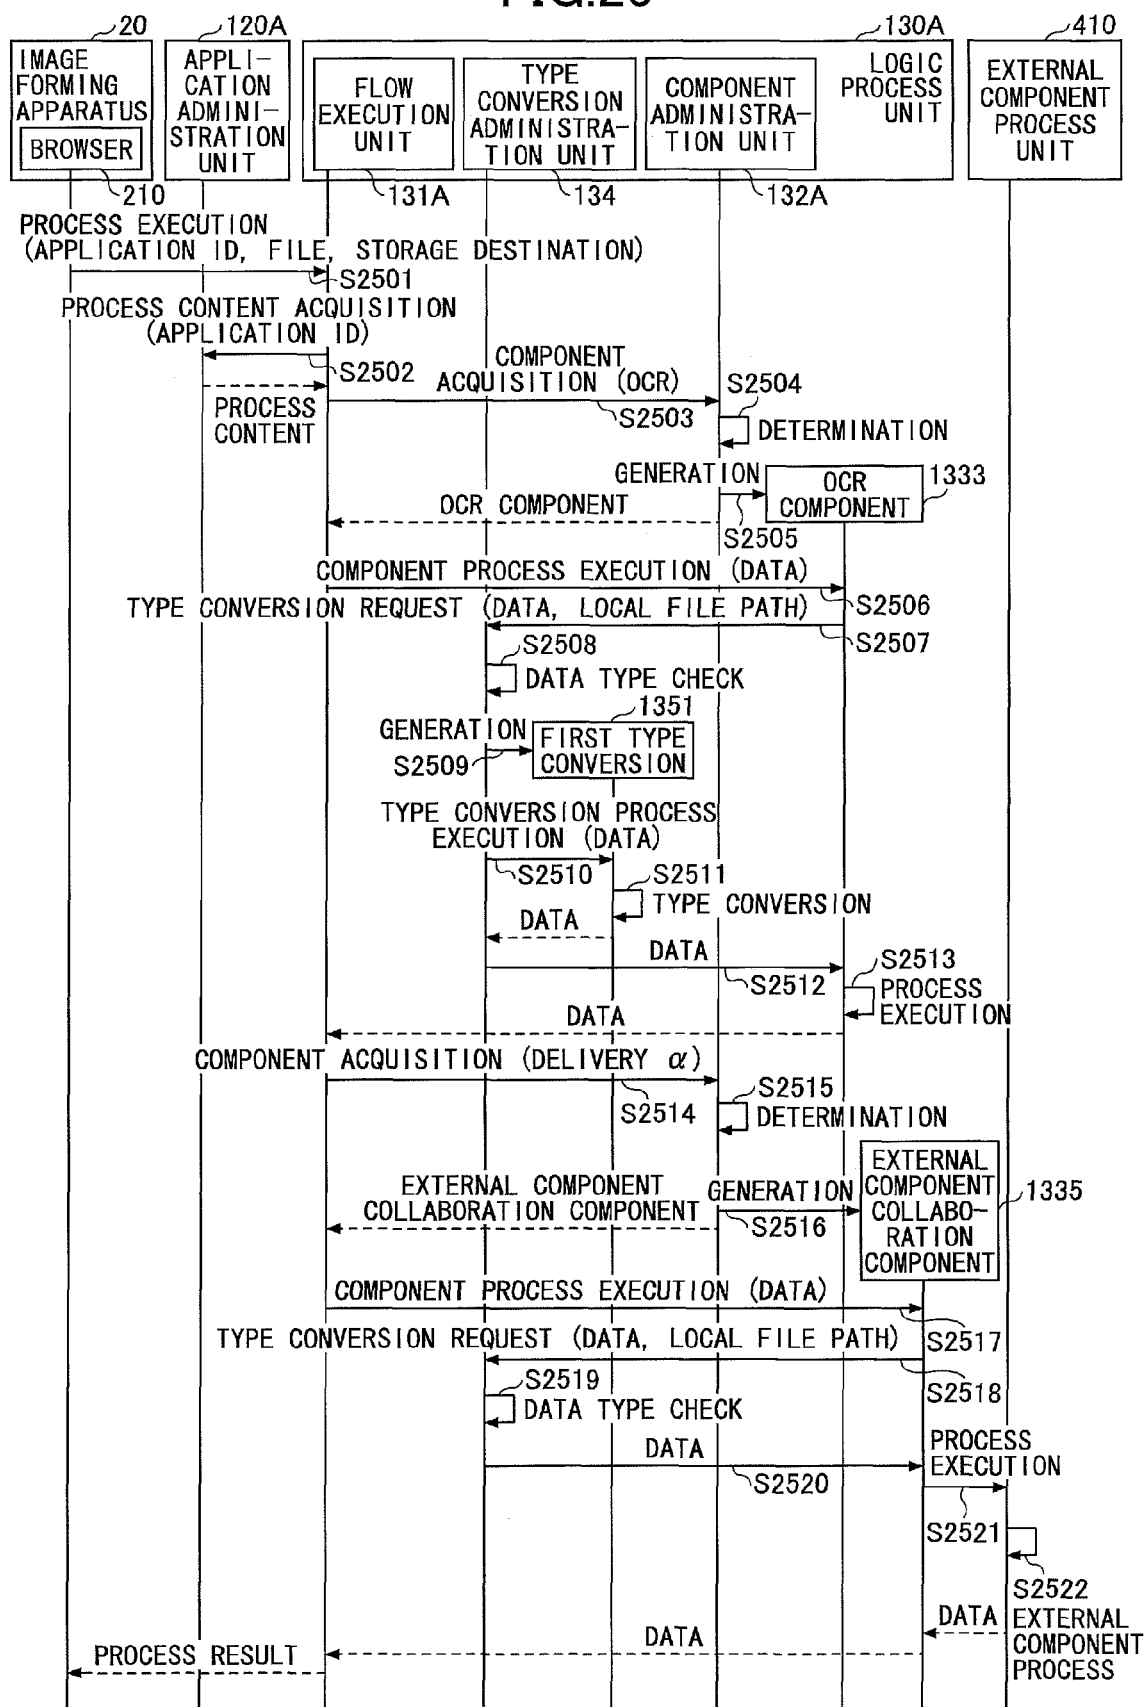 20
120A
130A
410
IMAGE
FORMING
APPARATUS
BROWSER
210
APPLI-
CATION
ADMINI-
STRATION
UNIT
FLOW
EXECUTION
UNIT
131A
TYPE
CONVERSION
ADMINISTRA-
TION UNIT
134
COMPONENT
ADMINISTRA-
TION UNIT
132A
LOGIC
PROCESS
UNIT
EXTERNAL
COMPONENT
PROCESS
UNIT
PROCESS EXECUTION
(APPLICATION ID, FILE, STORAGE DESTINATION)
S2501
PROCESS CONTENT ACQUISITION
(APPLICATION ID)
S2502
PROCESS
CONTENT
COMPONENT
ACQUISITION (OCR)
S2503
S2504
DETERMINATION
GENERATION
OCR
COMPONENT
1333
S2505
OCR COMPONENT
COMPONENT PROCESS EXECUTION (DATA)
S2506
TYPE CONVERSION REQUEST (DATA, LOCAL FILE PATH)
S2507
S2508
DATA TYPE CHECK
1351
GENERATION
FIRST TYPE
CONVERSION
S2509
TYPE CONVERSION PROCESS
EXECUTION (DATA)
S2510
S2511
TYPE CONVERSION
DATA
DATA
S2512
S2513
PROCESS
EXECUTION
DATA
COMPONENT ACQUISITION (DELIVERY α)
S2514
S2515
DETERMINATION
EXTERNAL
COMPONENT
COLLABO-
RATION
COMPONENT
1335
GENERATION
S2516
EXTERNAL COMPONENT
COLLABORATION COMPONENT
COMPONENT PROCESS EXECUTION (DATA)
S2517
TYPE CONVERSION REQUEST (DATA, LOCAL FILE PATH)
S2518
S2519
DATA TYPE CHECK
DATA
S2520
PROCESS
EXECUTION
S2521
S2522
EXTERNAL
COMPONENT
PROCESS
DATA
DATA
PROCESS RESULT